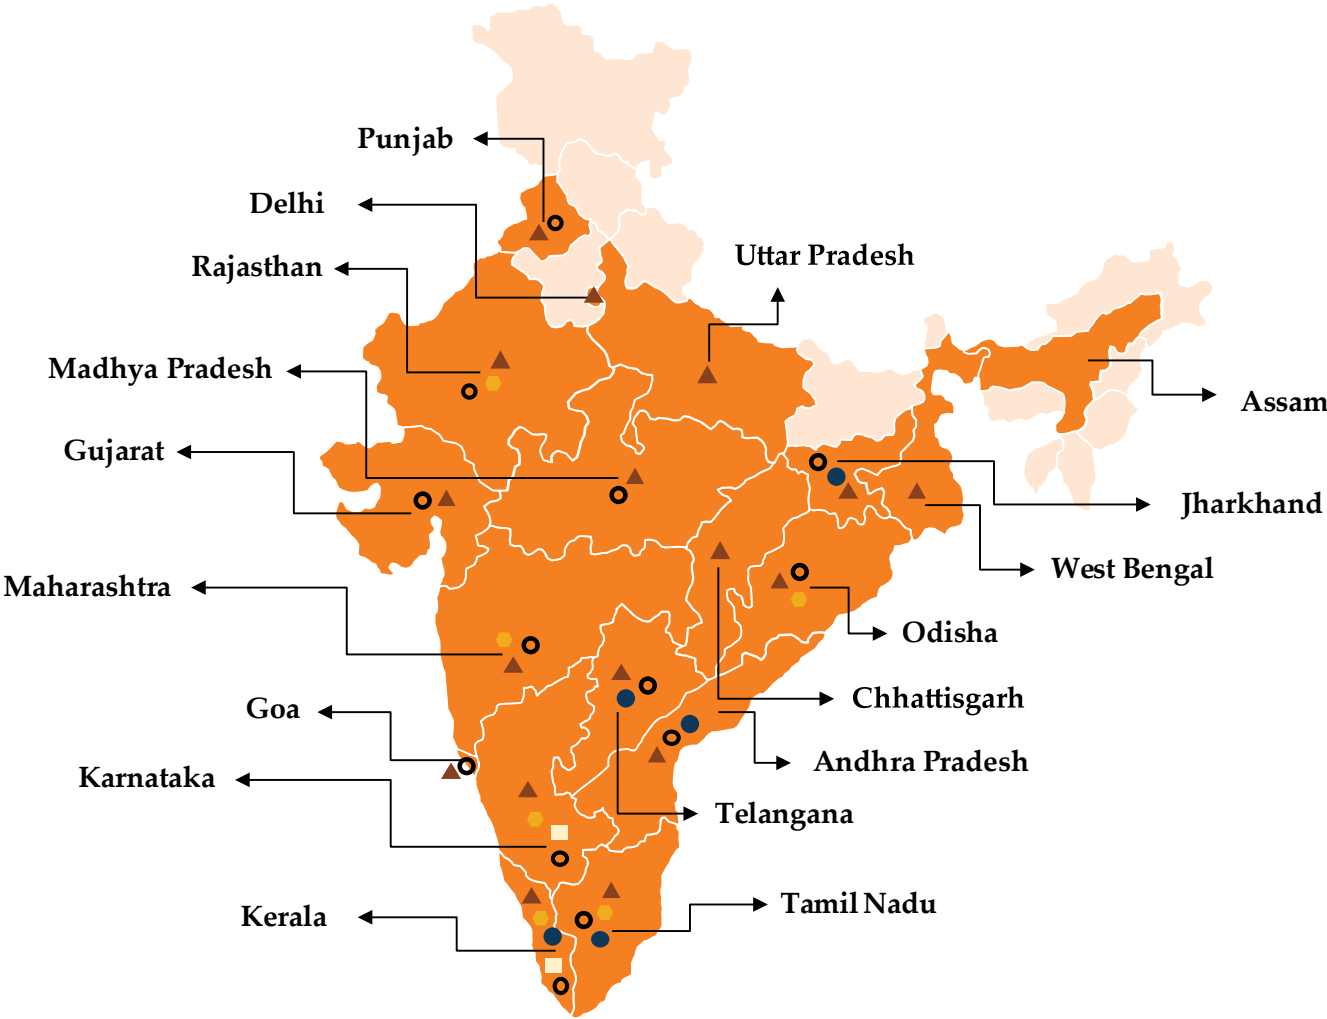 Punjab
Delhi
Uttar Pradesh
Rajasthan
Madhya Pradesh
Assam
Gujarat
Jharkhand
West Bengal
Maharashtra
Odisha
Chhattisgarh
Goa
Andhra Pradesh
Karnataka
Telangana
Tamil Nadu
Kerala